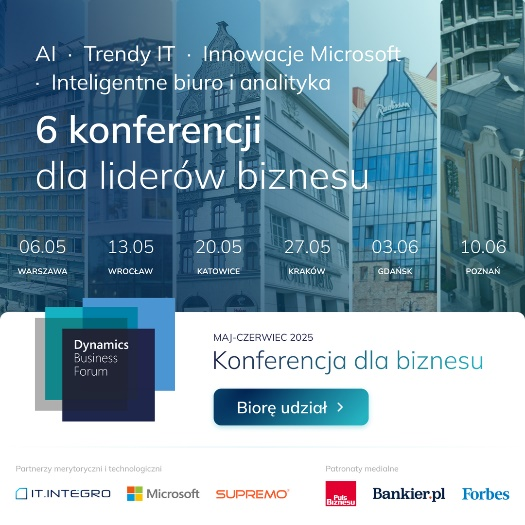 AI · Trendy IT · Innowacje Microsoft
· Inteligentne biuro i analityka
6 konferencji
dla liderów biznesu
Radisson
06.05 13.05 20.05 27.05 03.06 10.06
WARSZAWA WROCŁAW KATOWICE KRAKÓW GDAŃSK POZNAŃ
Dynamics
Business
Forum
MAJ-CZERWIEC 2025
Konferencja dla biznesu
Biorę udział >
Partnerzy merytoryczni i technologiczni
IT.INTEGRO Microsoft SUPREMO
Patronaty medialne
Puls
Biznesu
Bankier.pl Forbes